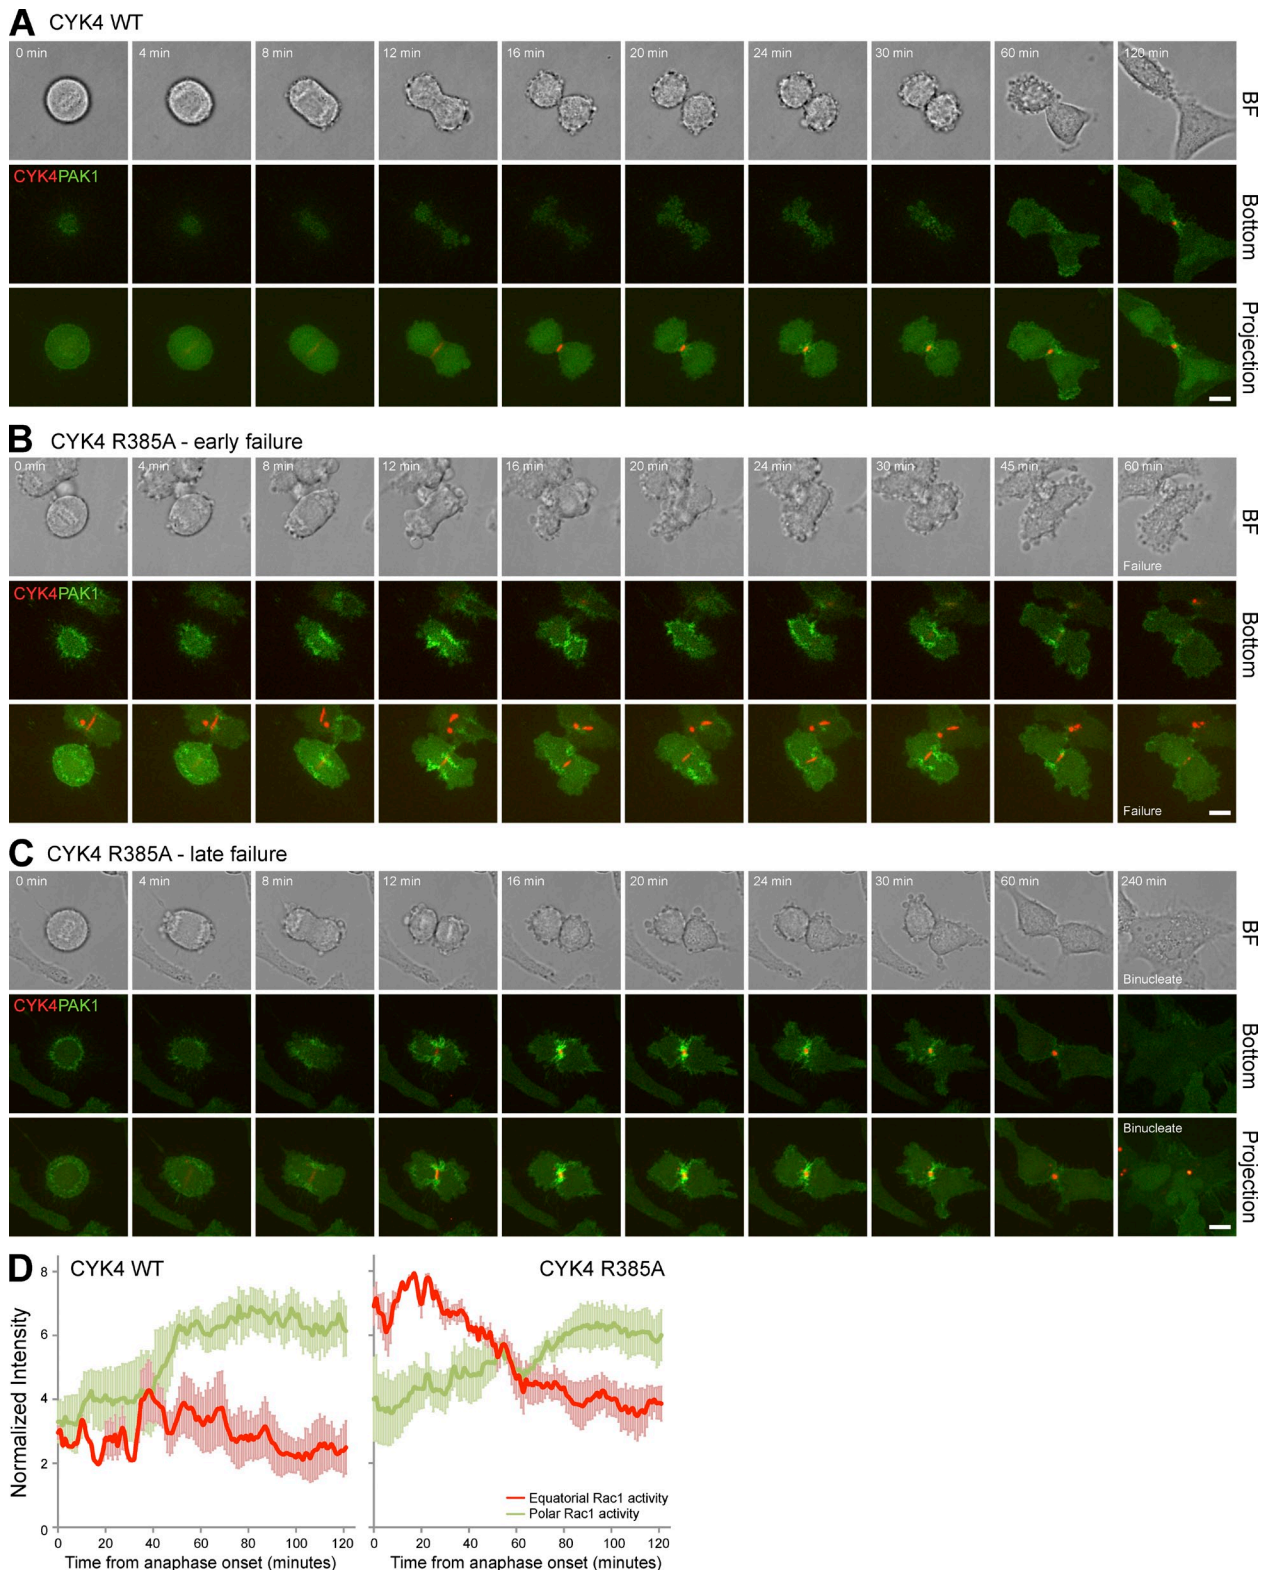 A CYK4 WT
0 min 4 min 8 min 12 min 16 min 20 min 24 min 30 min 60 min 120 min
BF
CYK4PAK1
Bottom
Projection
B CYK4 R385A - early failure
0 min 4 min 8 min 12 min 16 min 20 min 24 min 30 min 45 min 60 min
BF
Failure
CYK4PAK1
Bottom
Failure
C CYK4 R385A - late failure
0 min 4 min 8 min 12 min 16 min 20 min 24 min 30 min 60 min 240 min
BF
Binucleate
CYK4PAK1
Bottom
Binucleate
Projection
D CYK4 WT
CYK4 R385A
Normalized Intensity
8
6
4
2
0
0 20 40 60 80 100 120
Time from anaphase onset (minutes)
Equatorial Rac1 activity
Polar Rac1 activity
0 20 40 60 80 100 120
Time from anaphase onset (minutes)